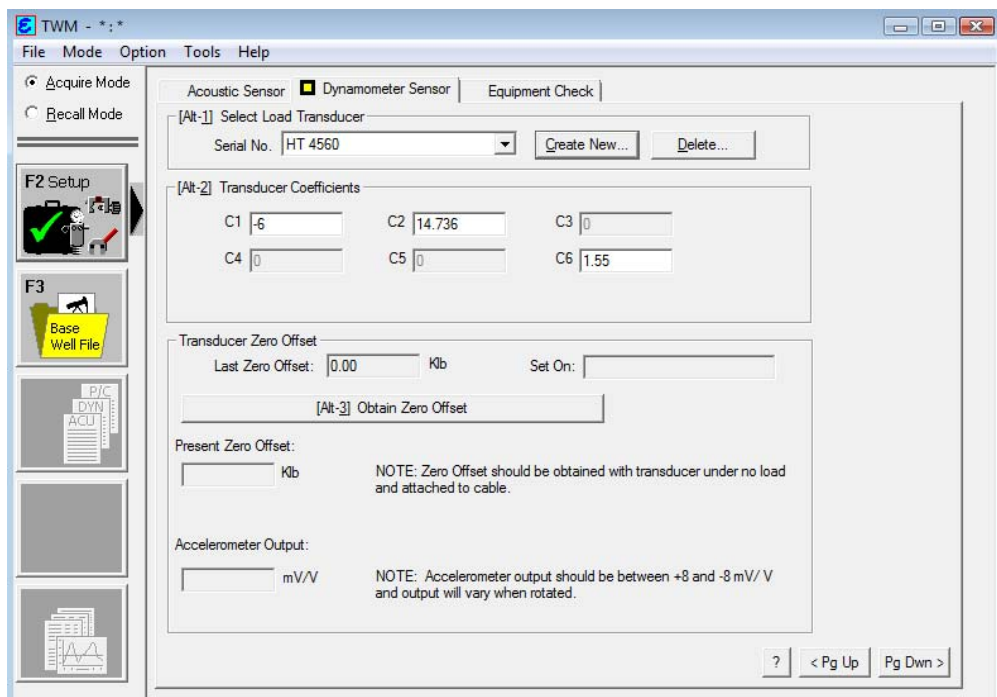 TWM - *:*
File Mode Option Tools Help
Acquire Mode
Recall Mode
F2 Setup
F3
Base
Well File
P/C
DYN
ACU
Acoustic Sensor Dynamometer Sensor Equipment Check
[Alt-1] Select Load Transducer
Serial No. HT 4560 Create New... Delete...
[Alt-2] Transducer Coefficients
C1 -6 C2 14.736 C3 0
C4 0 C5 0 C6 1.55
Transducer Zero Offset
Last Zero Offset: 0.00 Klb Set On:
[Alt-3] Obtain Zero Offset
Present Zero Offset:
Klb NOTE: Zero Offset should be obtained with transducer under no load
and attached to cable.
Accelerometer Output:
mV/V NOTE: Accelerometer output should be between +8 and -8 mV/ V
and output will vary when rotated.
? < Pg Up Pg Dwn >